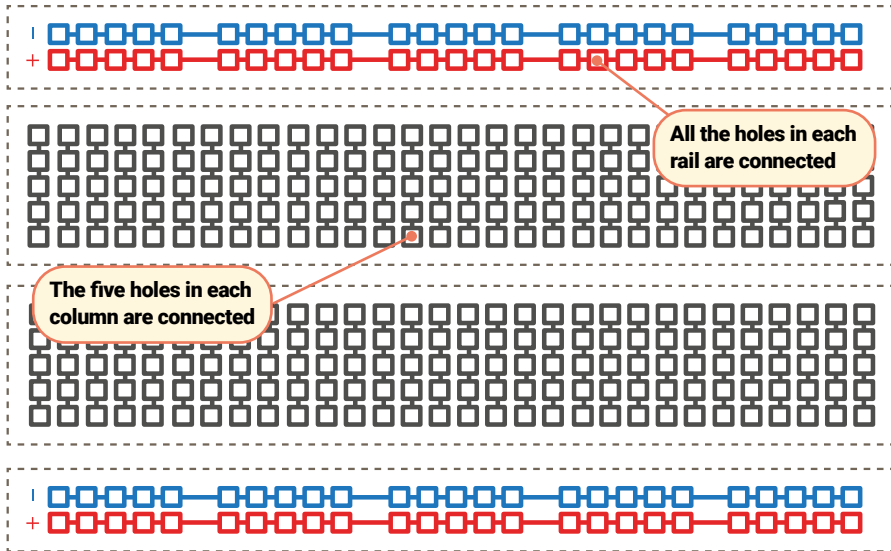 −
+
All the holes in each
rail are connected
The five holes in each
column are connected
−
+